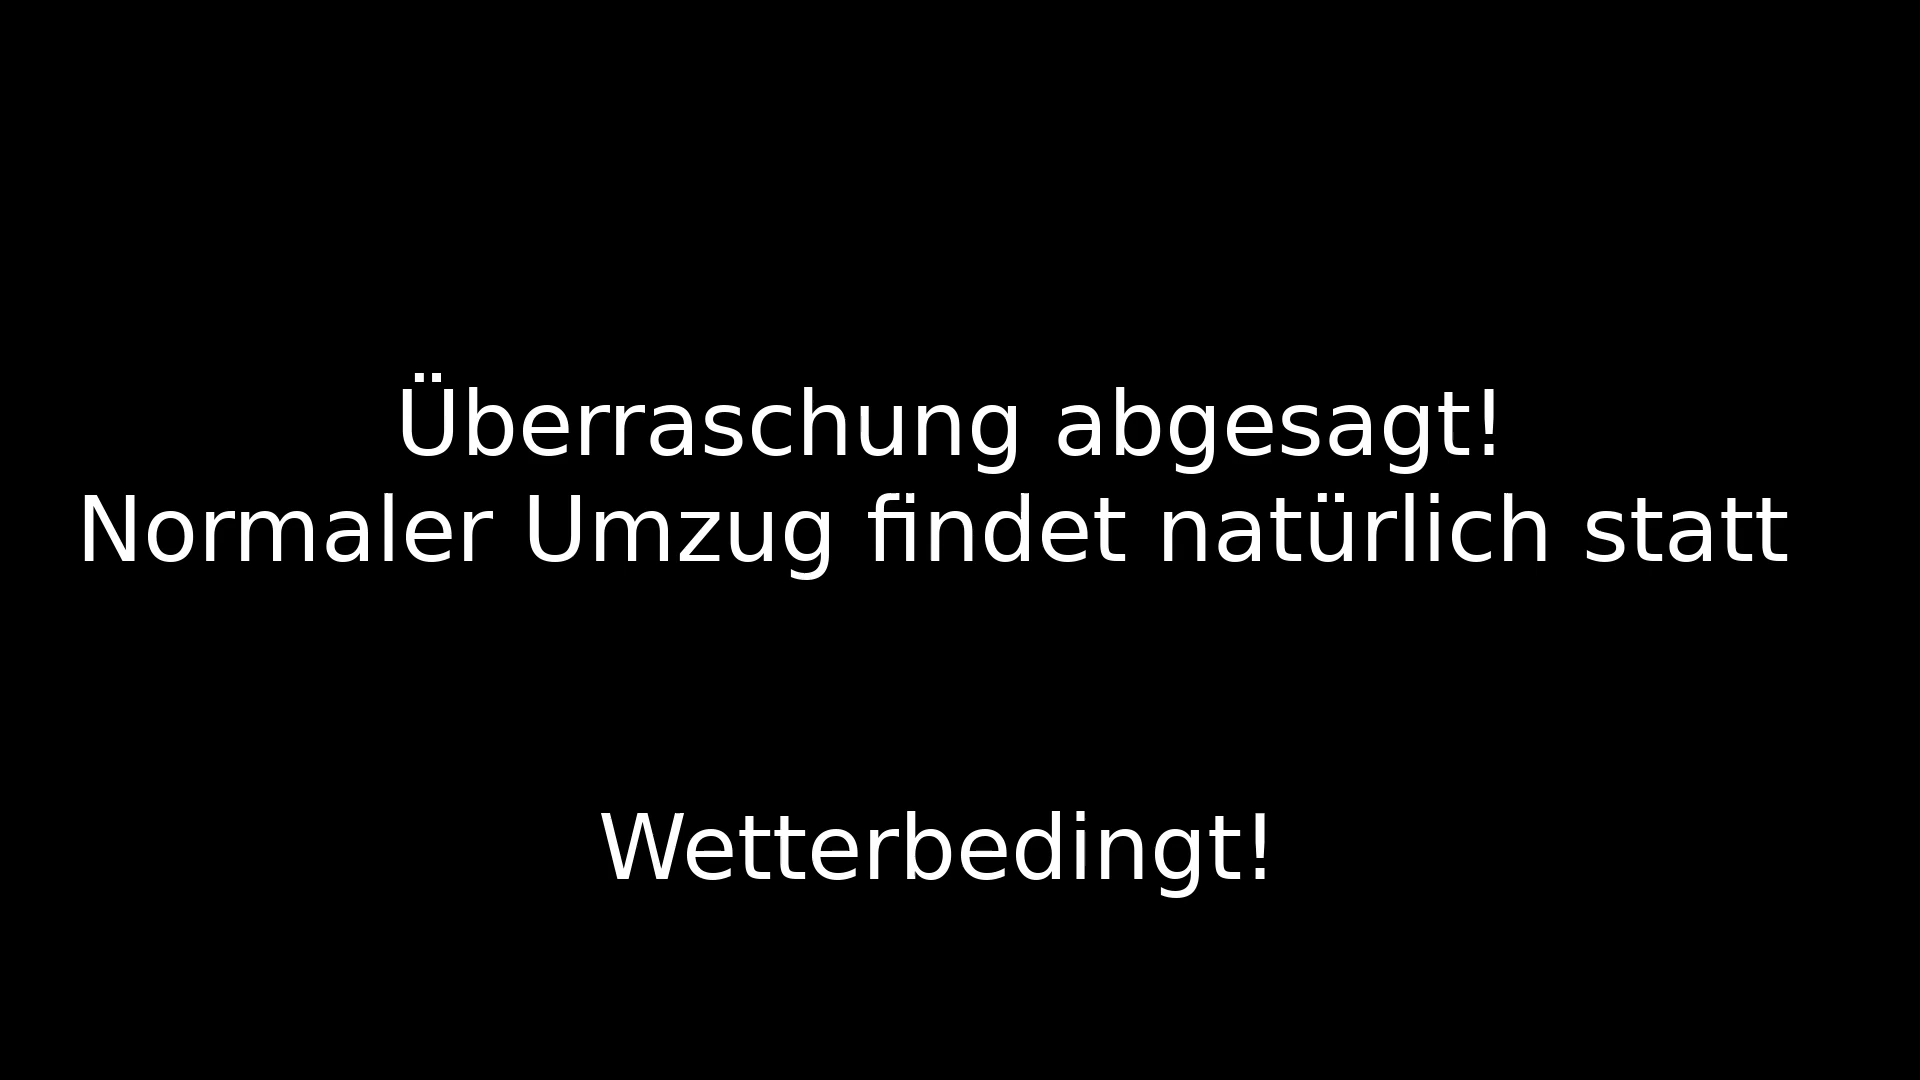 Überraschung abgesagt!
Normaler Umzug findet natürlich statt
Wetterbedingt!